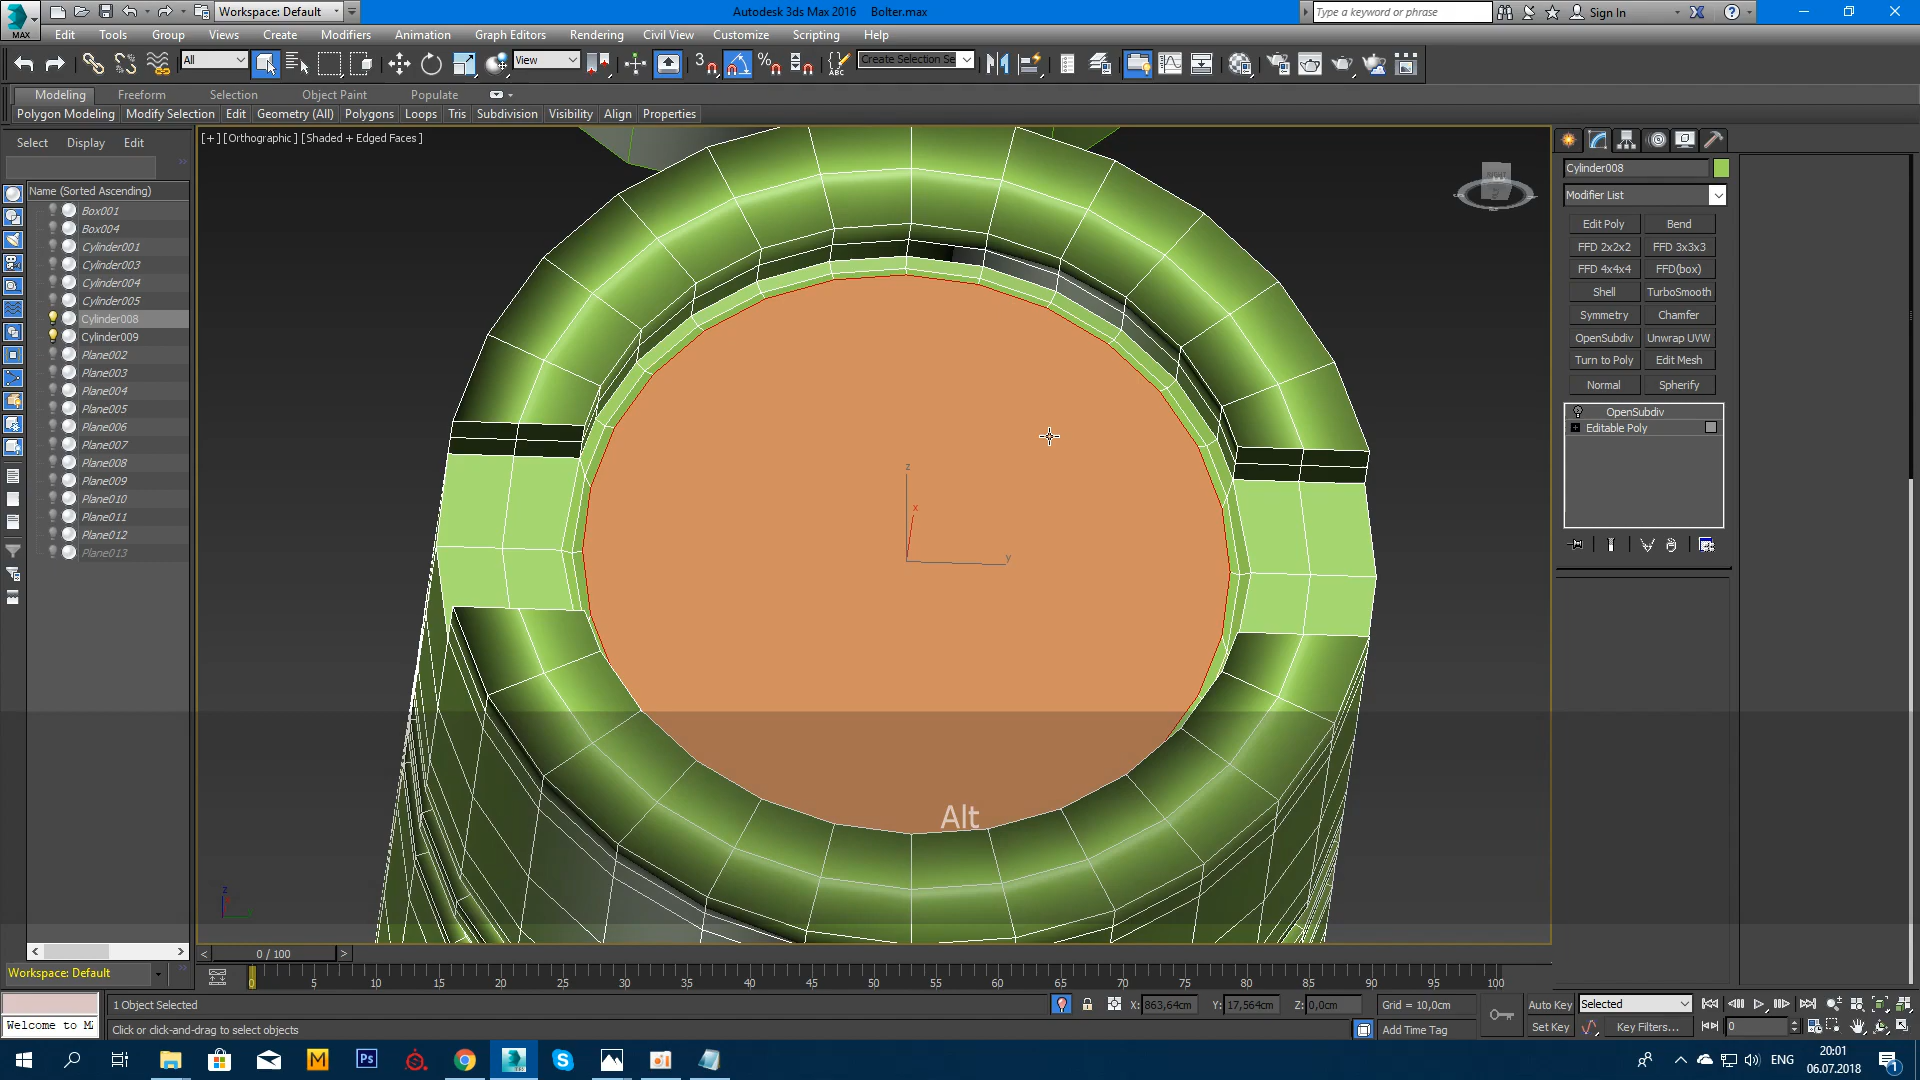 Workspace: Default
Autodesk 3ds Max 2016 Bolter.max
Type a keyword or phrase
Sign In
MAX
Edit Tools Group Views Create Modifiers Animation Graph Editors Rendering Civil View Customize Scripting Help
All
View
3
ABC
Create Selection Se
Modeling Freeform Selection Object Paint Populate
Polygon Modeling Modify Selection Edit Geometry (All) Polygons Loops Tris Subdivision Visibility Align Properties
Select Display Edit
Name (Sorted Ascending)
Box001
Box004
Cylinder001
Cylinder003
Cylinder004
Cylinder005
Cylinder008
Cylinder009
Plane002
Plane003
Plane004
Plane005
Plane006
Plane007
Plane008
Plane009
Plane010
Plane011
Plane012
Plane013
[+] [Orthographic] [Shaded + Edged Faces]
RIGHT
z
x
y
Alt
z
Cylinder008
Modifier List
Edit Poly Bend
FFD 2x2x2 FFD 3x3x3
FFD 4x4x4 FFD(box)
Shell TurboSmooth
Symmetry Chamfer
OpenSubdiv Unwrap UVW
Turn to Poly Edit Mesh
Normal Spherify
OpenSubdiv
Editable Poly
0 / 100
Workspace: Default
0 5 10 15 20 25 30 35 40 45 50 55 60 65 70 75 80 85 90 95 100
1 Object Selected
X: 863,64cm Y: 17,564cm Z: 0,0cm Grid = 10,0cm
Auto Key Selected
Welcome to M
Click or click-and-drag to select objects
Add Time Tag
Set Key Key Filters... 0
Ps
ENG
20:01
06.07.2018
1